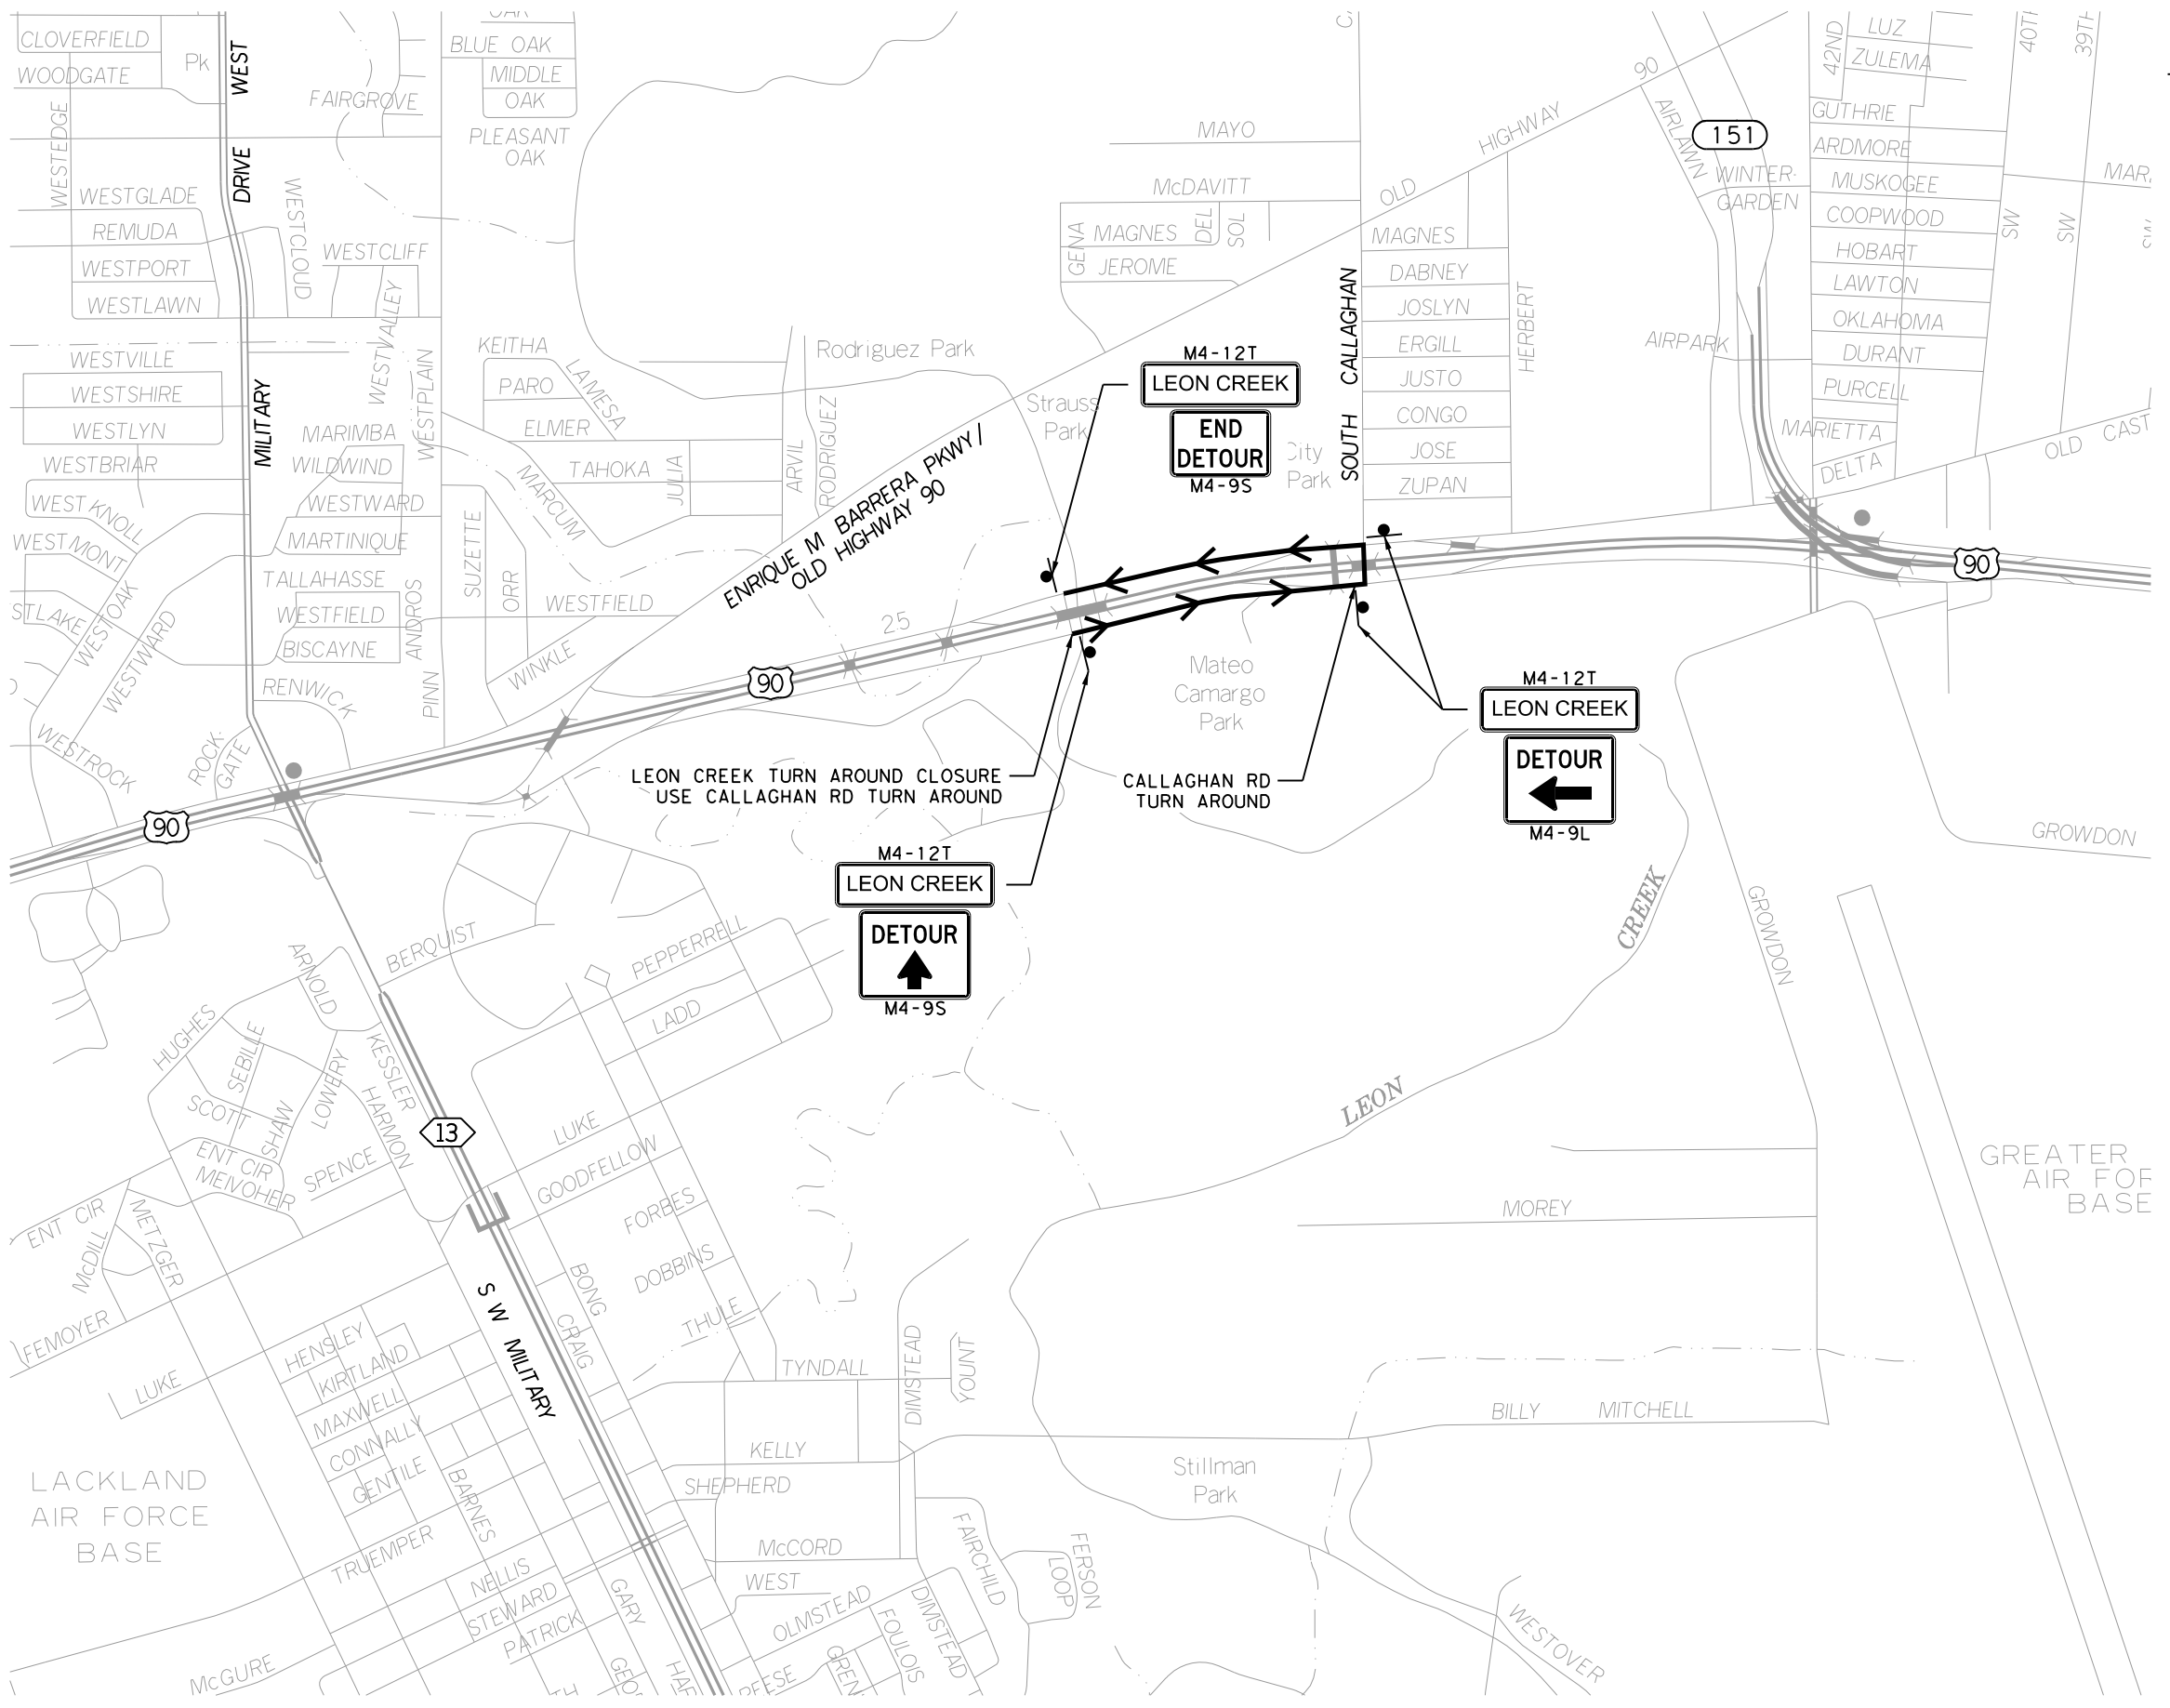 OAK
CLOVERFIELD
Pk
WEST
BLUE OAK
WOODGATE
MIDDLE
OAK
FAIRGROVE
PLEASANT
OAK
WESTEDGE
DRIVE
WESTGLADE
WESTCLOUD
REMUDA
WESTCLIFF
WESTPORT
WESTLAWN
WESTVALLEY
WESTVILLE
WESTPLAIN
WESTSHIRE
MILITARY
WESTLYN
MARIMBA
WESTBRIAR
WILDWIND
WEST KNOLL
WESTWARD
WESTMONT
MARTINIQUE
TALLAHASSE
WESTOAK
WESTFIELD
STLAKE
WESTWARD
BISCAYNE
ANDROS
RENWICK
PINN
WESTROCK
ROCK-
GATE
90
KEITHA
PARO
LAMESA
ELMER
TAHOKA
JULIA
MARCUM
ARVIL
RODRIGUEZ
SUZETTE
ORR
WESTFIELD
WINKLE
Rodriguez Park
ENRIQUE M BARRERA PKWY/
OLD HIGHWAY 90
25
90
MAYO
McDAVITT
GENA
MAGNES
DEL
SOL
JEROME
OLD
HIGHWAY
90
Strauss
Park
M4-12T
LEON CREEK
END
DETOUR
M4-9S
City
Park
SOUTH CALLAGHAN
MAGNES
DABNEY
JOSLYN
ERGILL
JUSTO
CONGO
JOSE
ZUPAN
HERBERT
AIRLAWN
151
WINTER-
GARDEN
AIRPARK
42ND
LUZ
ZULEMA
40TH
39TH
GUTHRIE
ARDMORE
MUSKOGEE
COOPWOOD
HOBART
LAWTON
OKLAHOMA
DURANT
PURCELL
MARIETTA
DELTA
SW
SW
OLD CAST
90
Mateo
Camargo
Park
M4-12T
LEON CREEK
DETOUR
M4-9L
LEON CREEK TURN AROUND CLOSURE
USE CALLAGHAN RD TURN AROUND
CALLAGHAN RD
TURN AROUND
M4-12T
LEON CREEK
DETOUR
M4-9S
GROWDON
GROWDON
CREEK
LEON
BERQUIST
PEPPERRELL
LADD
ARNOLD
HUGHES
SEBILLE
KESSLER
LOWERY
SCOTT
SHAW
HARMON
ENT CIR
MEIVOHER
SPENCE
13
LUKE
GOODFELLOW
ENT CIR
METZGER
McDILL
FORBES
DOBBINS
FEMOYER
BONG
THULE
S W MILITARY
CRAIG
HENSLEY
KIRTLAND
LUKE
MAXWELL
CONNALLY
GENTILE
BARNES
LACKLAND
AIR FORCE
BASE
TRUEMPER
NELLIS
STEWARD
PATRICK
GARY
McGURE
TYNDALL
DIMSTEAD
YOUNT
KELLY
SHEPHERD
McCORD
WEST
OLMSTEAD
FOULOIS
DIMSTEAD
FAIRCHILD
FERSON
LOOP
REESE
MOREY
BILLY MITCHELL
Stillman
Park
WESTOVER
GREATER
AIR FOR
BASE